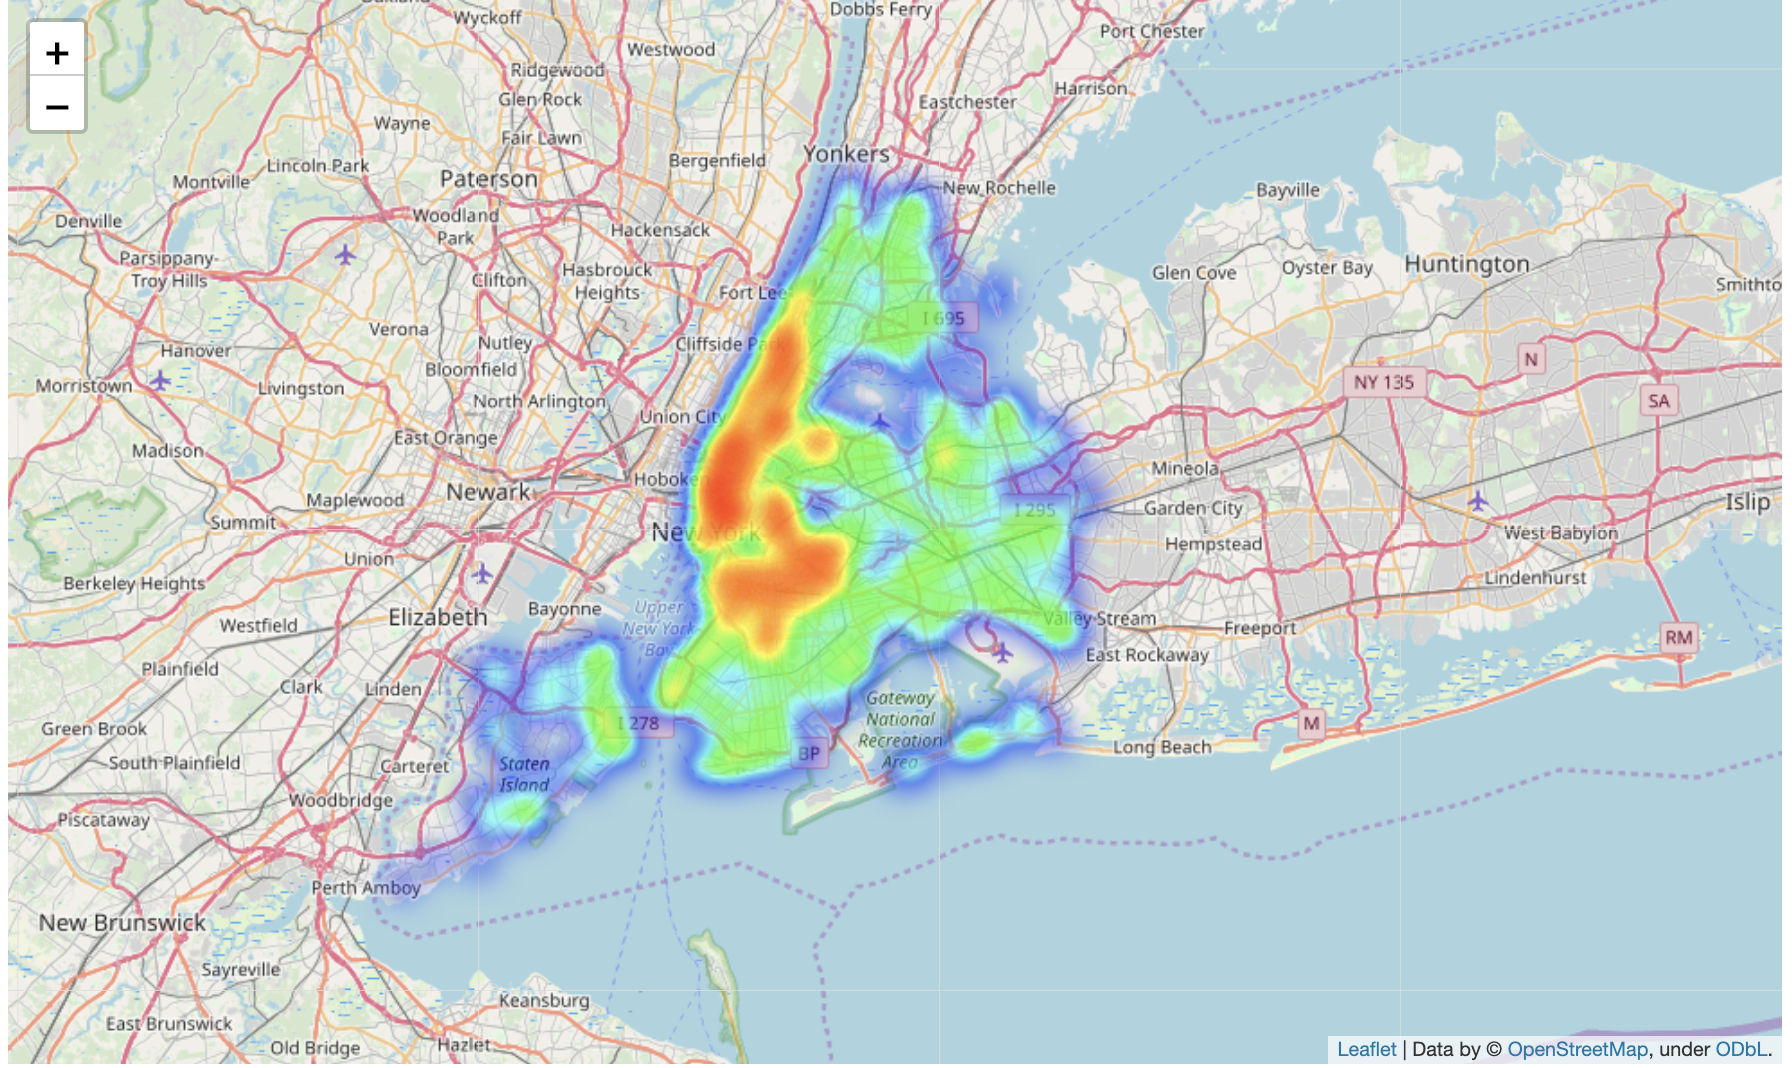 +
−
Dobbs Ferry
Wyckoff
Port Chester
Westwood
Ridgewood
Harrison
Glen Rock
Eastchester
Wayne
Fair Lawn
Yonkers
Bergenfield
Lincoln Park
Paterson
Montville
New Rochelle
Bayville
Denville
Woodland
Park
Hackensack
Parsippany-
Troy Hills
Clifton
Hasbrouck
Heights
Fort Lee
Glen Cove
Oyster Bay
Huntington
Smithto
I 695
Verona
Nutley
Cliffside Park
Hanover
Bloomfield
N
Morristown
Livingston
North Arlington
NY 135
SA
Union City
East Orange
Madison
Mineola
Hoboken
Newark
Maplewood
Garden City
I 295
Islip
Summit
New York
West Babylon
Hempstead
Union
Berkeley Heights
Lindenhurst
Elizabeth
Bayonne
Upper
New York
Bay
Valley Stream
Westfield
Freeport
RM
East Rockaway
Plainfield
Clark
Linden
Gateway
National
Recreation
Area
Green Brook
I 278
M
Long Beach
BP
South Plainfield
Carteret
Staten
Island
Woodbridge
Piscataway
Perth Amboy
New Brunswick
Sayreville
Keansburg
East Brunswick
Old Bridge
Hazlet
Leaflet | Data by © OpenStreetMap, under ODbL.